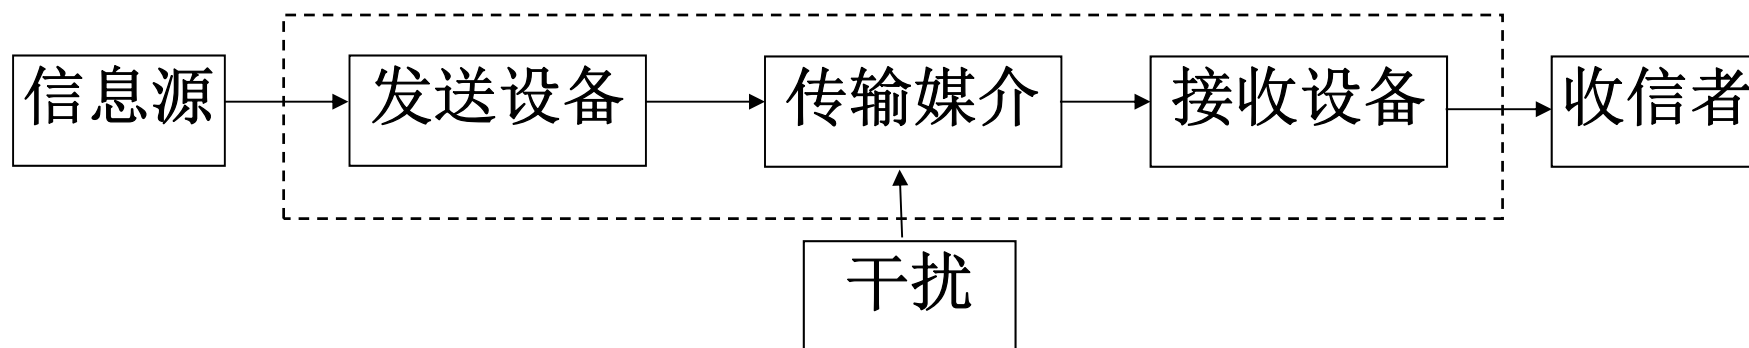 信息源
发送设备
传输媒介
接收设备
收信者
干扰